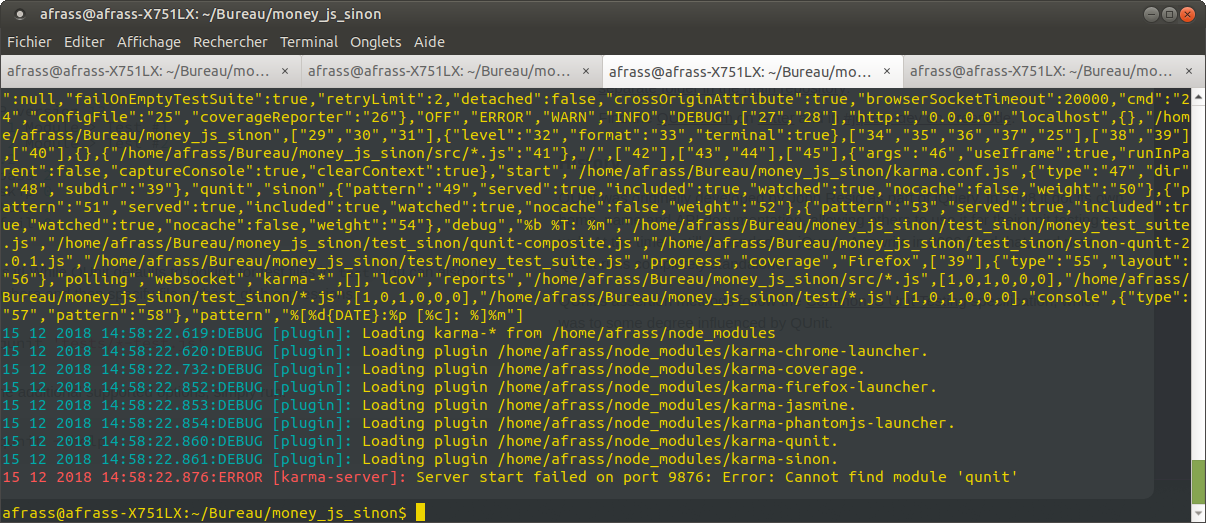 afrass@afrass-X751LX: ~/Bureau/money_js_sinon
Fichier Editer Affichage Rechercher Terminal Onglets Aide
afrass@afrass-X751LX: ~/Bureau/mo... × afrass@afrass-X751LX: ~/Bureau/mo... × afrass@afrass-X751LX: ~/Bureau/mo... × afrass@afrass-X751LX: ~/Bureau/mo... ×
":null,"failOnEmptyTestSuite":true,"retryLimit":2,"detached":false,"crossOriginAttribute":true,"browserSocketTimeout":20000,"cmd":"2
4","configFile":"25","coverageReporter":"26"},"OFF","ERROR","WARN","INFO","DEBUG",["27","28"],"http:","0.0.0.0","localhost",{},"/hom
e/afrass/Bureau/money_js_sinon",["29","30","31"],{"level":"32","format":"33","terminal":true},["34","35","36","37","25"],["38","39"]
,["40"],{},{"/home/afrass/Bureau/money_js_sinon/src/*.js":"41"},"/",["42"],["43","44"],["45"],{"args":"46","useIframe":true,"runInPa
rent":false,"captureConsole":true,"clearContext":true},"start","/home/afrass/Bureau/money_js_sinon/karma.conf.js",{"type":"47","dir"
:"48","subdir":"39"},"qunit","sinon",{"pattern":"49","served":true,"included":true,"watched":true,"nocache":false,"weight":"50"},{"p
attern":"51","served":true,"included":true,"watched":true,"nocache":false,"weight":"52"},{"pattern":"53","served":true,"included":tr
ue,"watched":true,"nocache":false,"weight":"54"},"debug","%b %T: %m","/home/afrass/Bureau/money_js_sinon/test_sinon/money_test_suite
.js","/home/afrass/Bureau/money_js_sinon/test_sinon/qunit-composite.js","/home/afrass/Bureau/money_js_sinon/test_sinon/sinon-qunit-2
.0.1.js","/home/afrass/Bureau/money_js_sinon/test/money_test_suite.js","progress","coverage","Firefox",["39"],{"type":"55","layout":
"56"},"polling","websocket","karma-*",[],"lcov","reports","/home/afrass/Bureau/money_js_sinon/src/*.js",[1,0,1,0,0,0],"/home/afrass/
Bureau/money_js_sinon/test_sinon/*.js",[1,0,1,0,0,0],"/home/afrass/Bureau/money_js_sinon/test/*.js",[1,0,1,0,0,0],"console",{"type":
"57","pattern":"58"},"pattern","%[%d{DATE}:%p [%c]: %]%m"]
15 12 2018 14:58:22.619:DEBUG [plugin]: Loading karma-* from /home/afrass/node_modules
15 12 2018 14:58:22.620:DEBUG [plugin]: Loading plugin /home/afrass/node_modules/karma-chrome-launcher.
15 12 2018 14:58:22.732:DEBUG [plugin]: Loading plugin /home/afrass/node_modules/karma-coverage.
15 12 2018 14:58:22.852:DEBUG [plugin]: Loading plugin /home/afrass/node_modules/karma-firefox-launcher.
15 12 2018 14:58:22.853:DEBUG [plugin]: Loading plugin /home/afrass/node_modules/karma-jasmine.
15 12 2018 14:58:22.854:DEBUG [plugin]: Loading plugin /home/afrass/node_modules/karma-phantomjs-launcher.
15 12 2018 14:58:22.860:DEBUG [plugin]: Loading plugin /home/afrass/node_modules/karma-qunit.
15 12 2018 14:58:22.861:DEBUG [plugin]: Loading plugin /home/afrass/node_modules/karma-sinon.
15 12 2018 14:58:22.876:ERROR [karma-server]: Server start failed on port 9876: Error: Cannot find module 'qunit'
afrass@afrass-X751LX:~/Bureau/money_js_sinon$